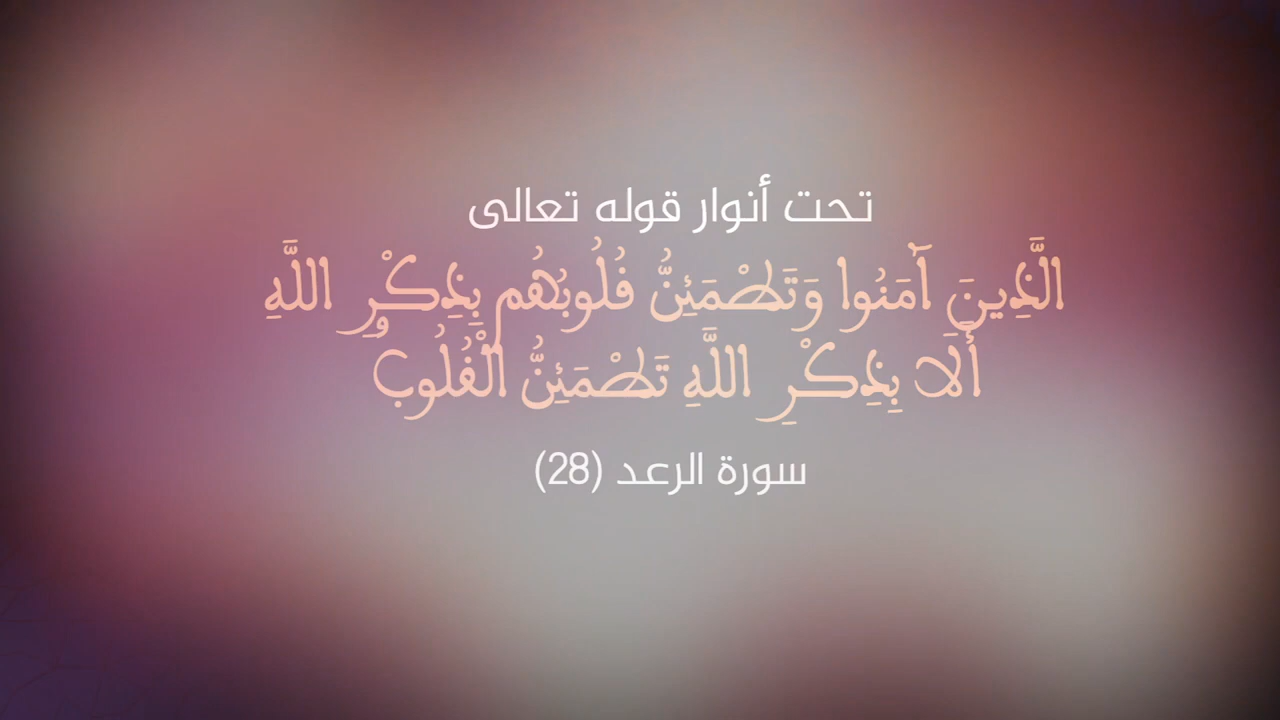 تحت أنوار قوله تعالى
الَّذِينَ آمَنُوا وَتَطْمَئِنُّ قُلُوبُهُم بِذِكْرِ اللَّهِ
أَلَا بِذِكْرِ اللَّهِ تَطْمَئِنُّ الْقُلُوبُ
سورة الرعد (28)